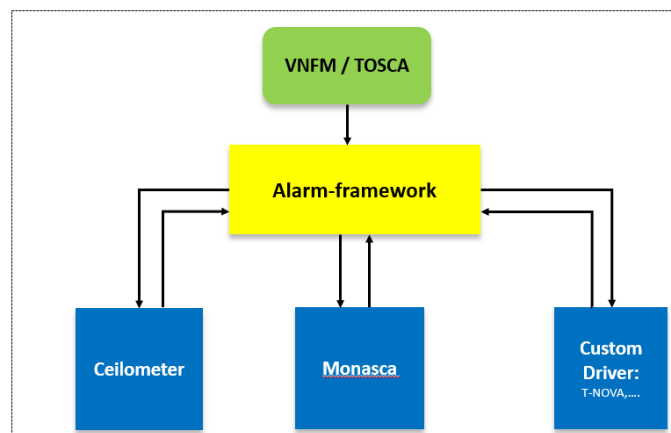 VNFM / TOSCA
Alarm-framework
Ceilometer
Monasca
Custom
Driver:
T-NOVA,....